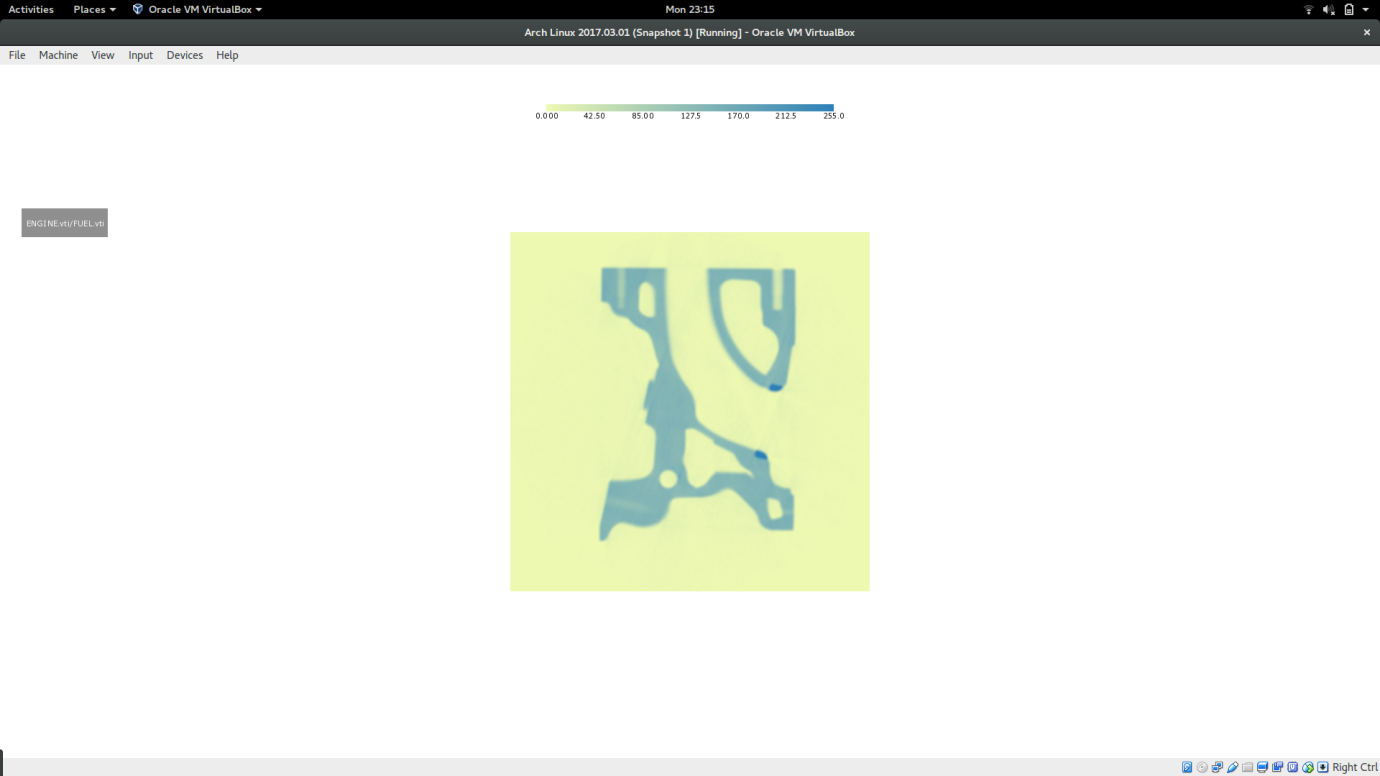 Activities Places Oracle VM VirtualBox Mon 23:15
Arch Linux 2017.03.01 (Snapshot 1) [Running] - Oracle VM VirtualBox
File Machine View Input Devices Help
0.000 42.50 85.00 127.5 170.0 212.5 255.0
ENGINE.vti/FUEL.vti
Right Ctrl